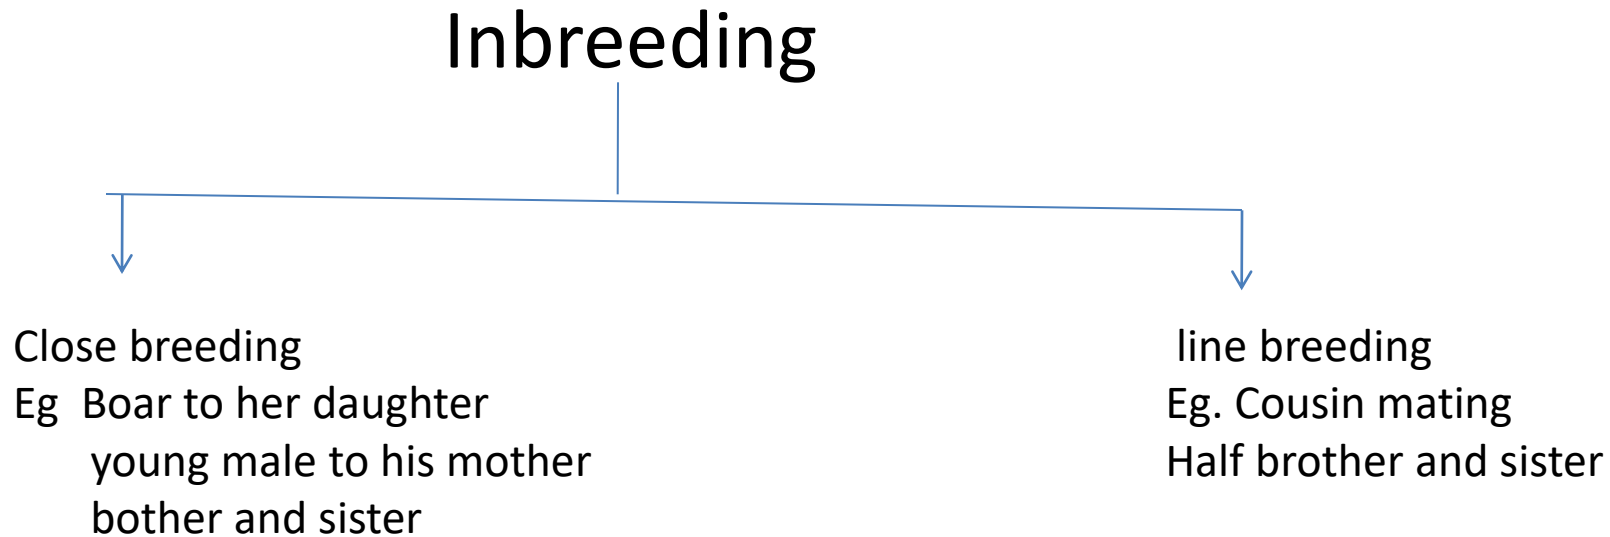 Inbreeding
Close breeding
Eg Boar to her daughter
young male to his mother
bother and sister
line breeding
Eg. Cousin mating
Half brother and sister